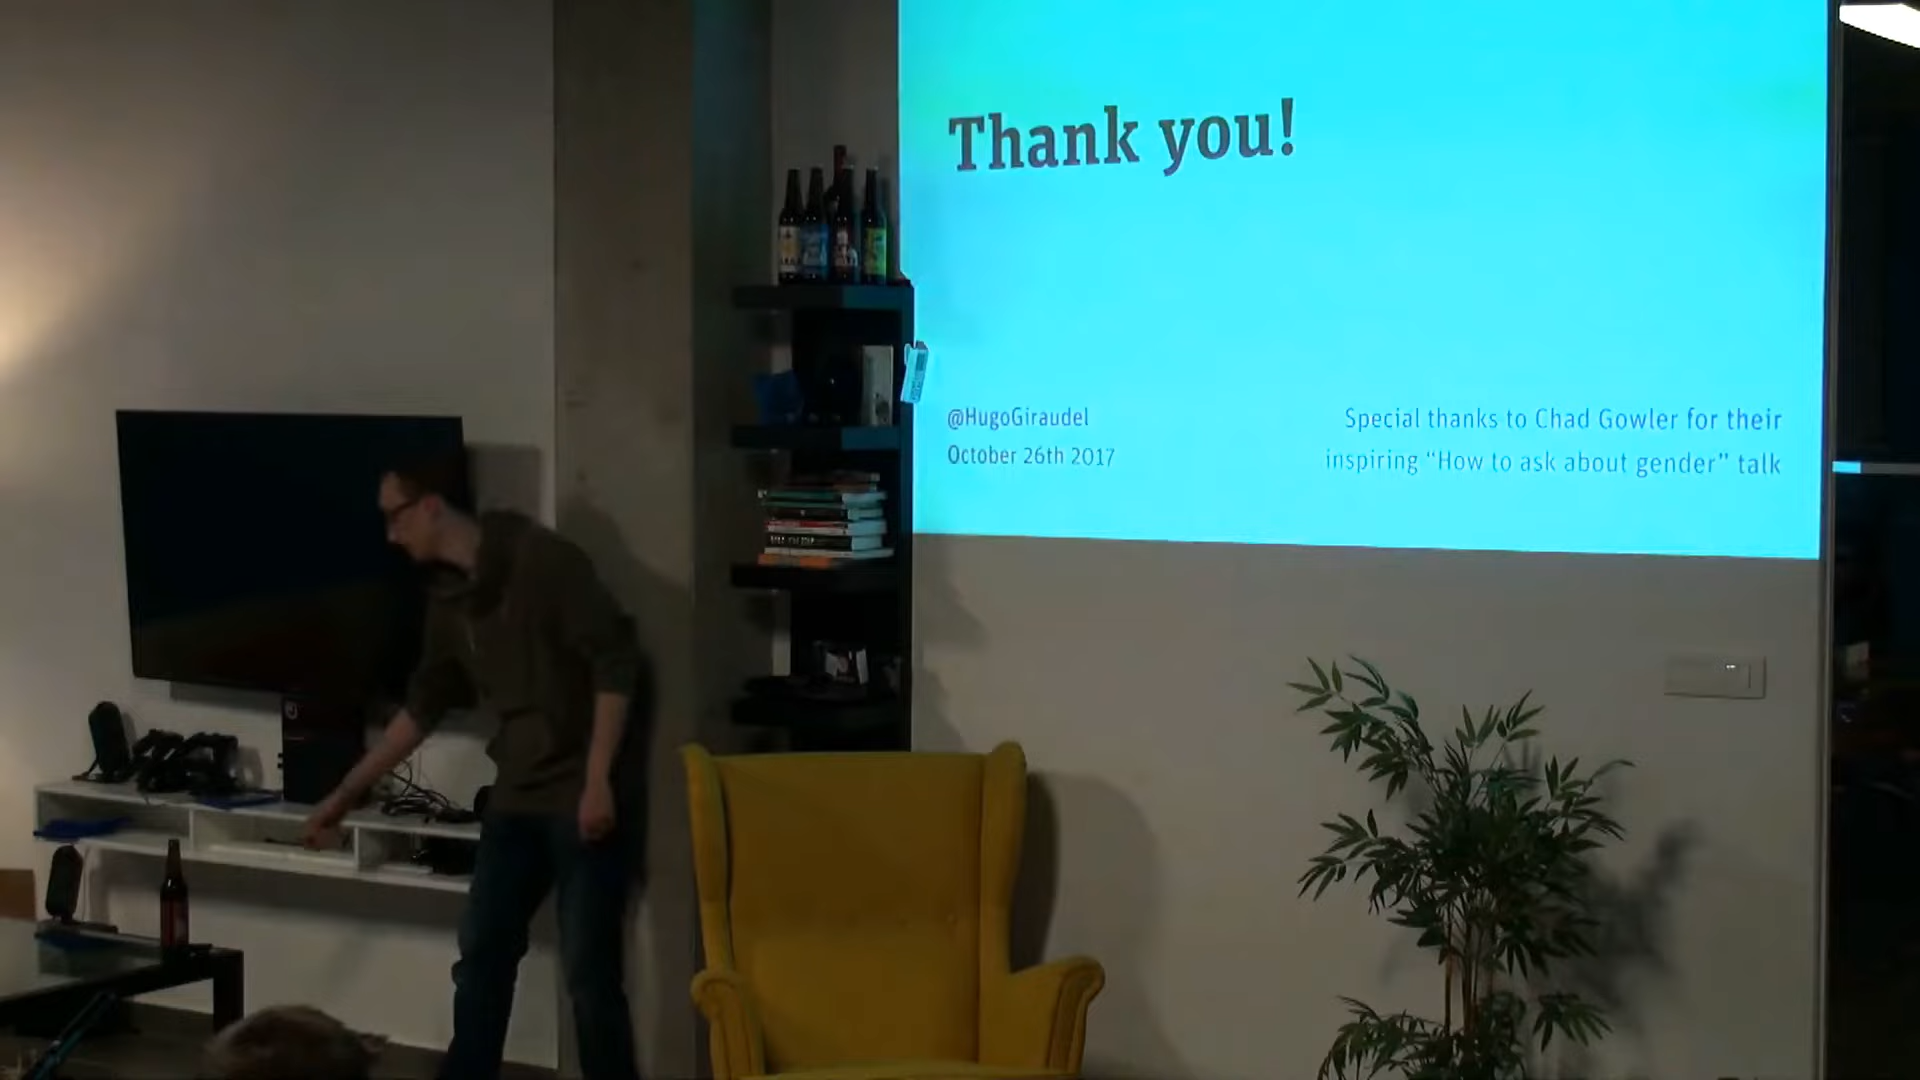 Thank you!
@HugoGiraudel
October 26th 2017
Special thanks to Chad Gowler for their
inspiring “How to ask about gender” talk